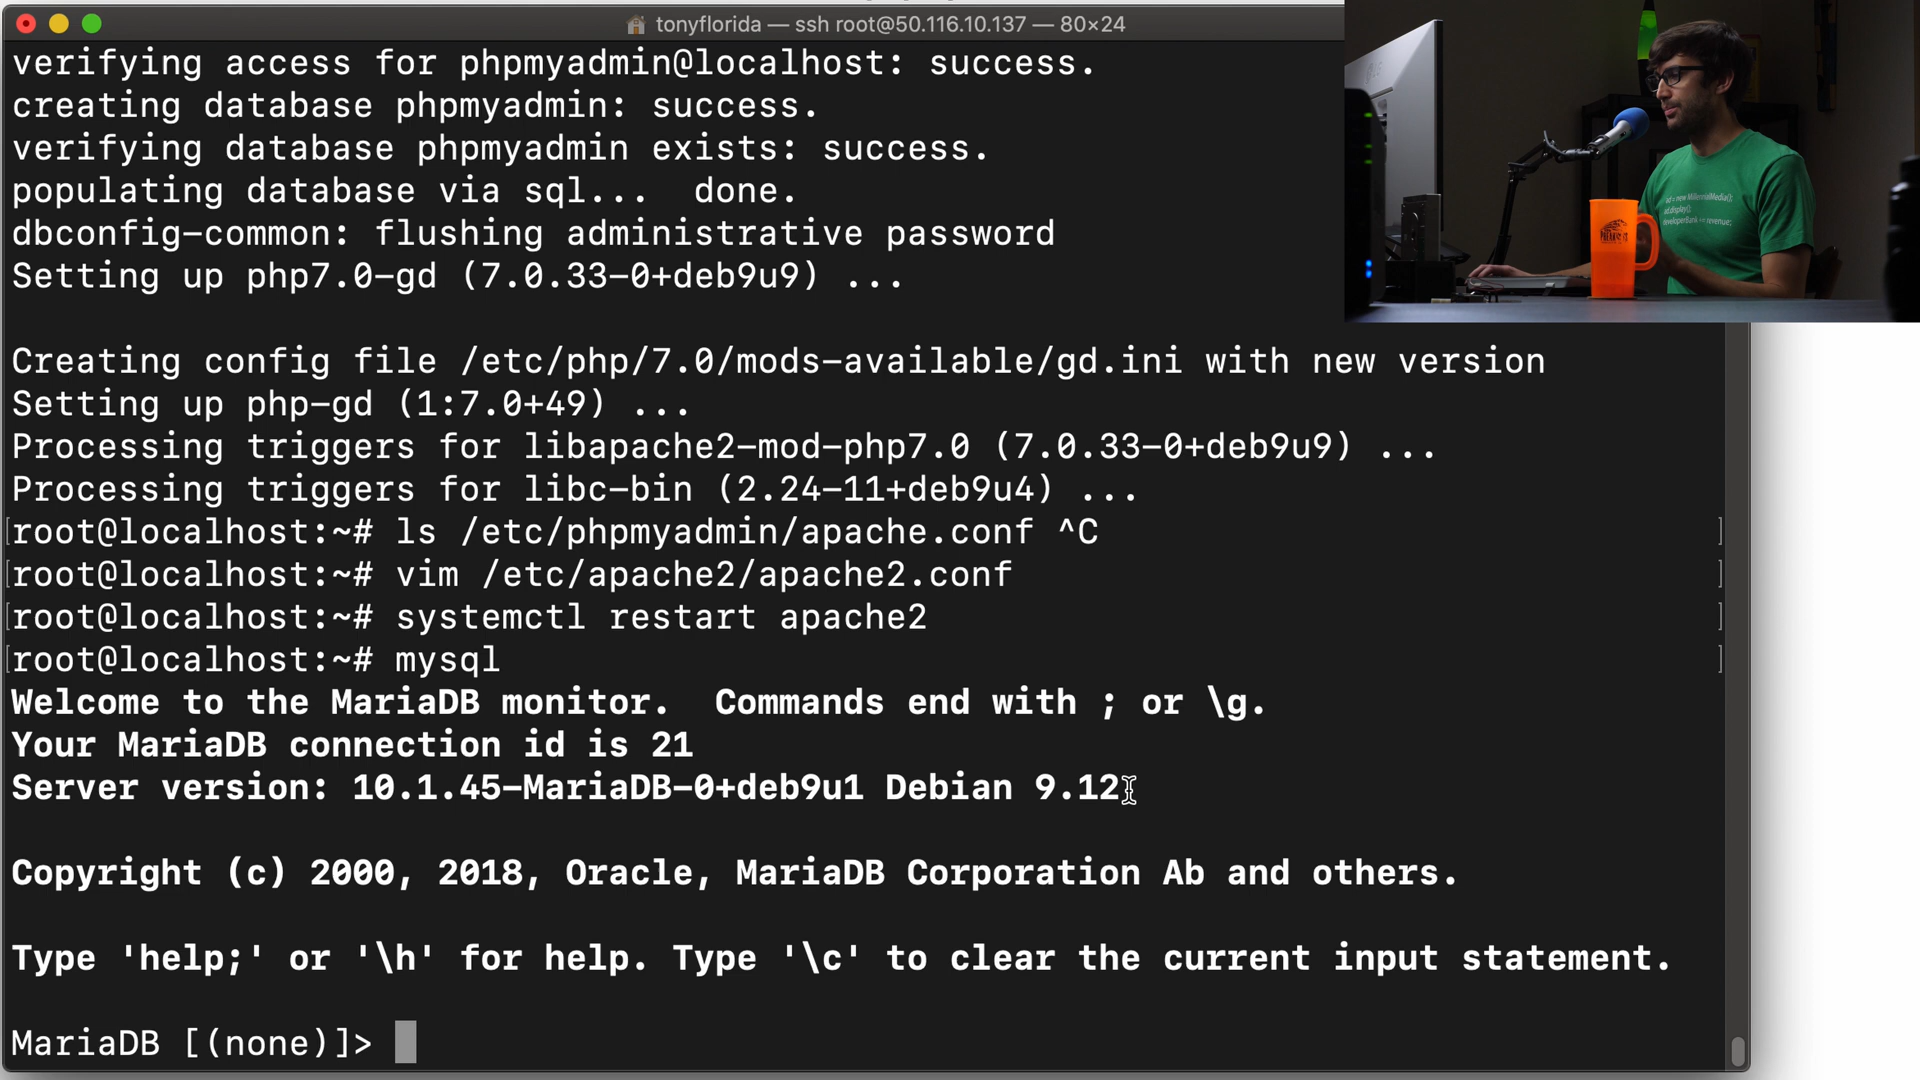 tonyflorida — ssh root@50.116.10.137 — 80×24
verifying access for phpmyadmin@localhost: success.
creating database phpmyadmin: success.
verifying database phpmyadmin exists: success.
populating database via sql...  done.
dbconfig-common: flushing administrative password
Setting up php7.0-gd (7.0.33-0+deb9u9) ...
Creating config file /etc/php/7.0/mods-available/gd.ini with new version
Setting up php-gd (1:7.0+49) ...
Processing triggers for libapache2-mod-php7.0 (7.0.33-0+deb9u9) ...
Processing triggers for libc-bin (2.24-11+deb9u4) ...
[root@localhost:~# ls /etc/phpmyadmin/apache.conf ^C ]
[root@localhost:~# vim /etc/apache2/apache2.conf ]
[root@localhost:~# systemctl restart apache2 ]
[root@localhost:~# mysql ]
Welcome to the MariaDB monitor.  Commands end with ; or \g.
Your MariaDB connection id is 21
Server version: 10.1.45-MariaDB-0+deb9u1 Debian 9.12
Copyright (c) 2000, 2018, Oracle, MariaDB Corporation Ab and others.
Type 'help;' or '\h' for help. Type '\c' to clear the current input statement.
MariaDB [(none)]>
ad = new MillennialMedia();
ad.display();
developerBank += revenue;